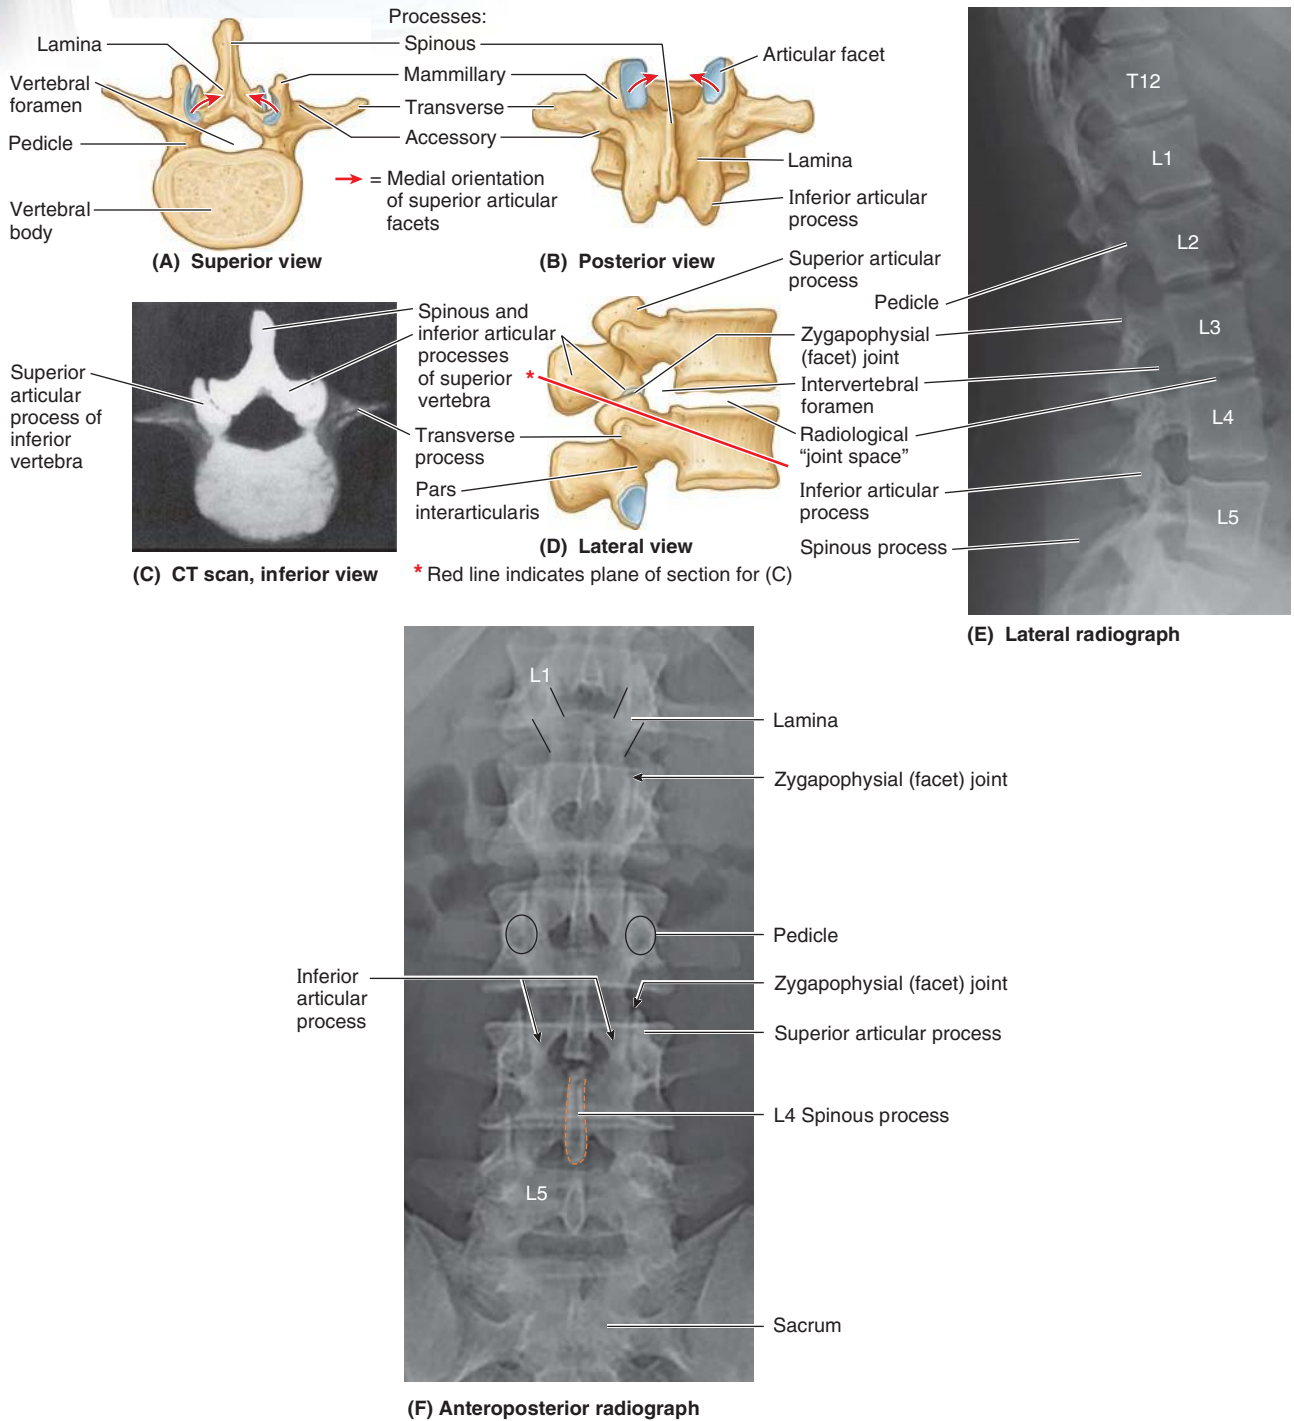 Processes:
Lamina
Vertebral
foramen
Pedicle
Vertebral
body
Spinous
Mammillary
Transverse
Accessory
= Medial orientation
of superior articular
facets
(A) Superior view
Articular facet
Lamina
Inferior articular
process
(B) Posterior view
Superior
articular
process of
inferior
vertebra
Spinous and
inferior articular
processes
of superior
vertebra
*
Transverse
process
Pars
interarticularis
(C) CT scan, inferior view
Superior articular
process
Zygapophysial
(facet) joint
Intervertebral
foramen
Radiological
“joint space”
(D) Lateral view
* Red line indicates plane of section for (C)
Pedicle
Inferior articular
process
Spinous process
T12
L1
L2
L3
L4
L5
(E) Lateral radiograph
L1
Lamina
Zygapophysial (facet) joint
Pedicle
Inferior
articular
process
Zygapophysial (facet) joint
Superior articular process
L4 Spinous process
L5
Sacrum
(F) Anteroposterior radiograph